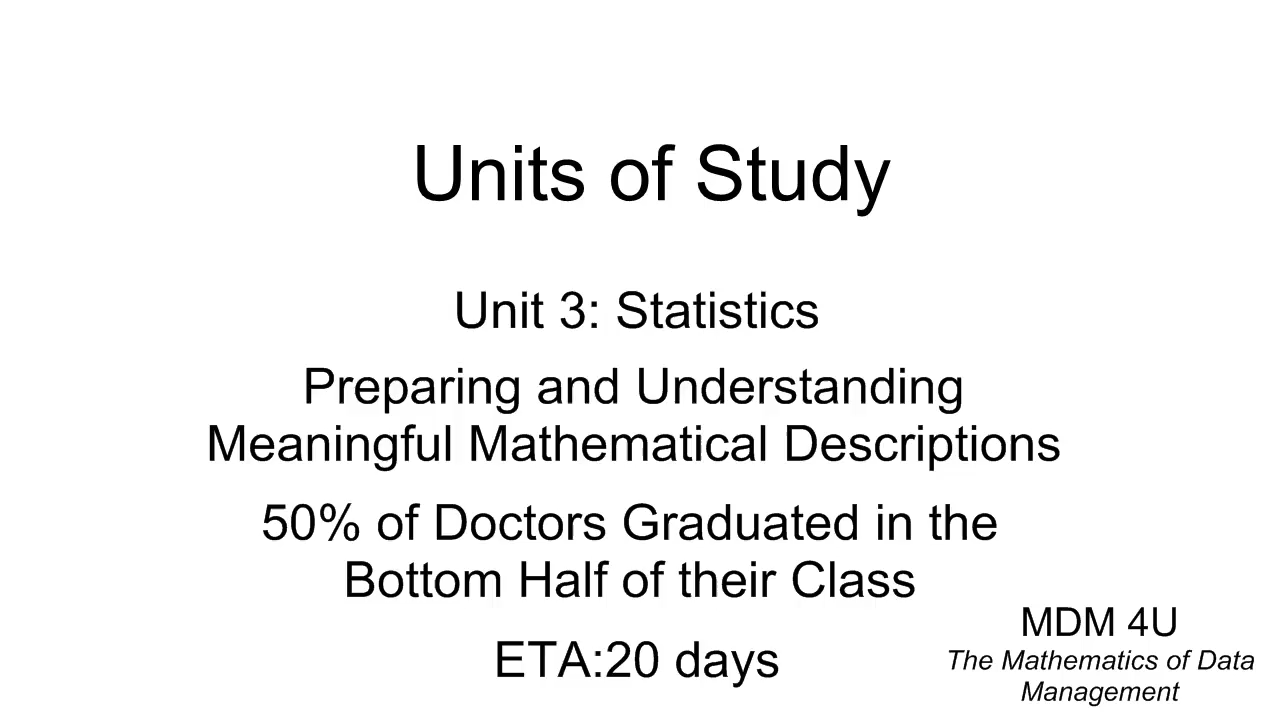 Units of Study
Unit 3: Statistics
Preparing and Understanding
Meaningful Mathematical Descriptions
50% of Doctors Graduated in the
Bottom Half of their Class
ETA:20 days
MDM 4U
The Mathematics of Data
Management